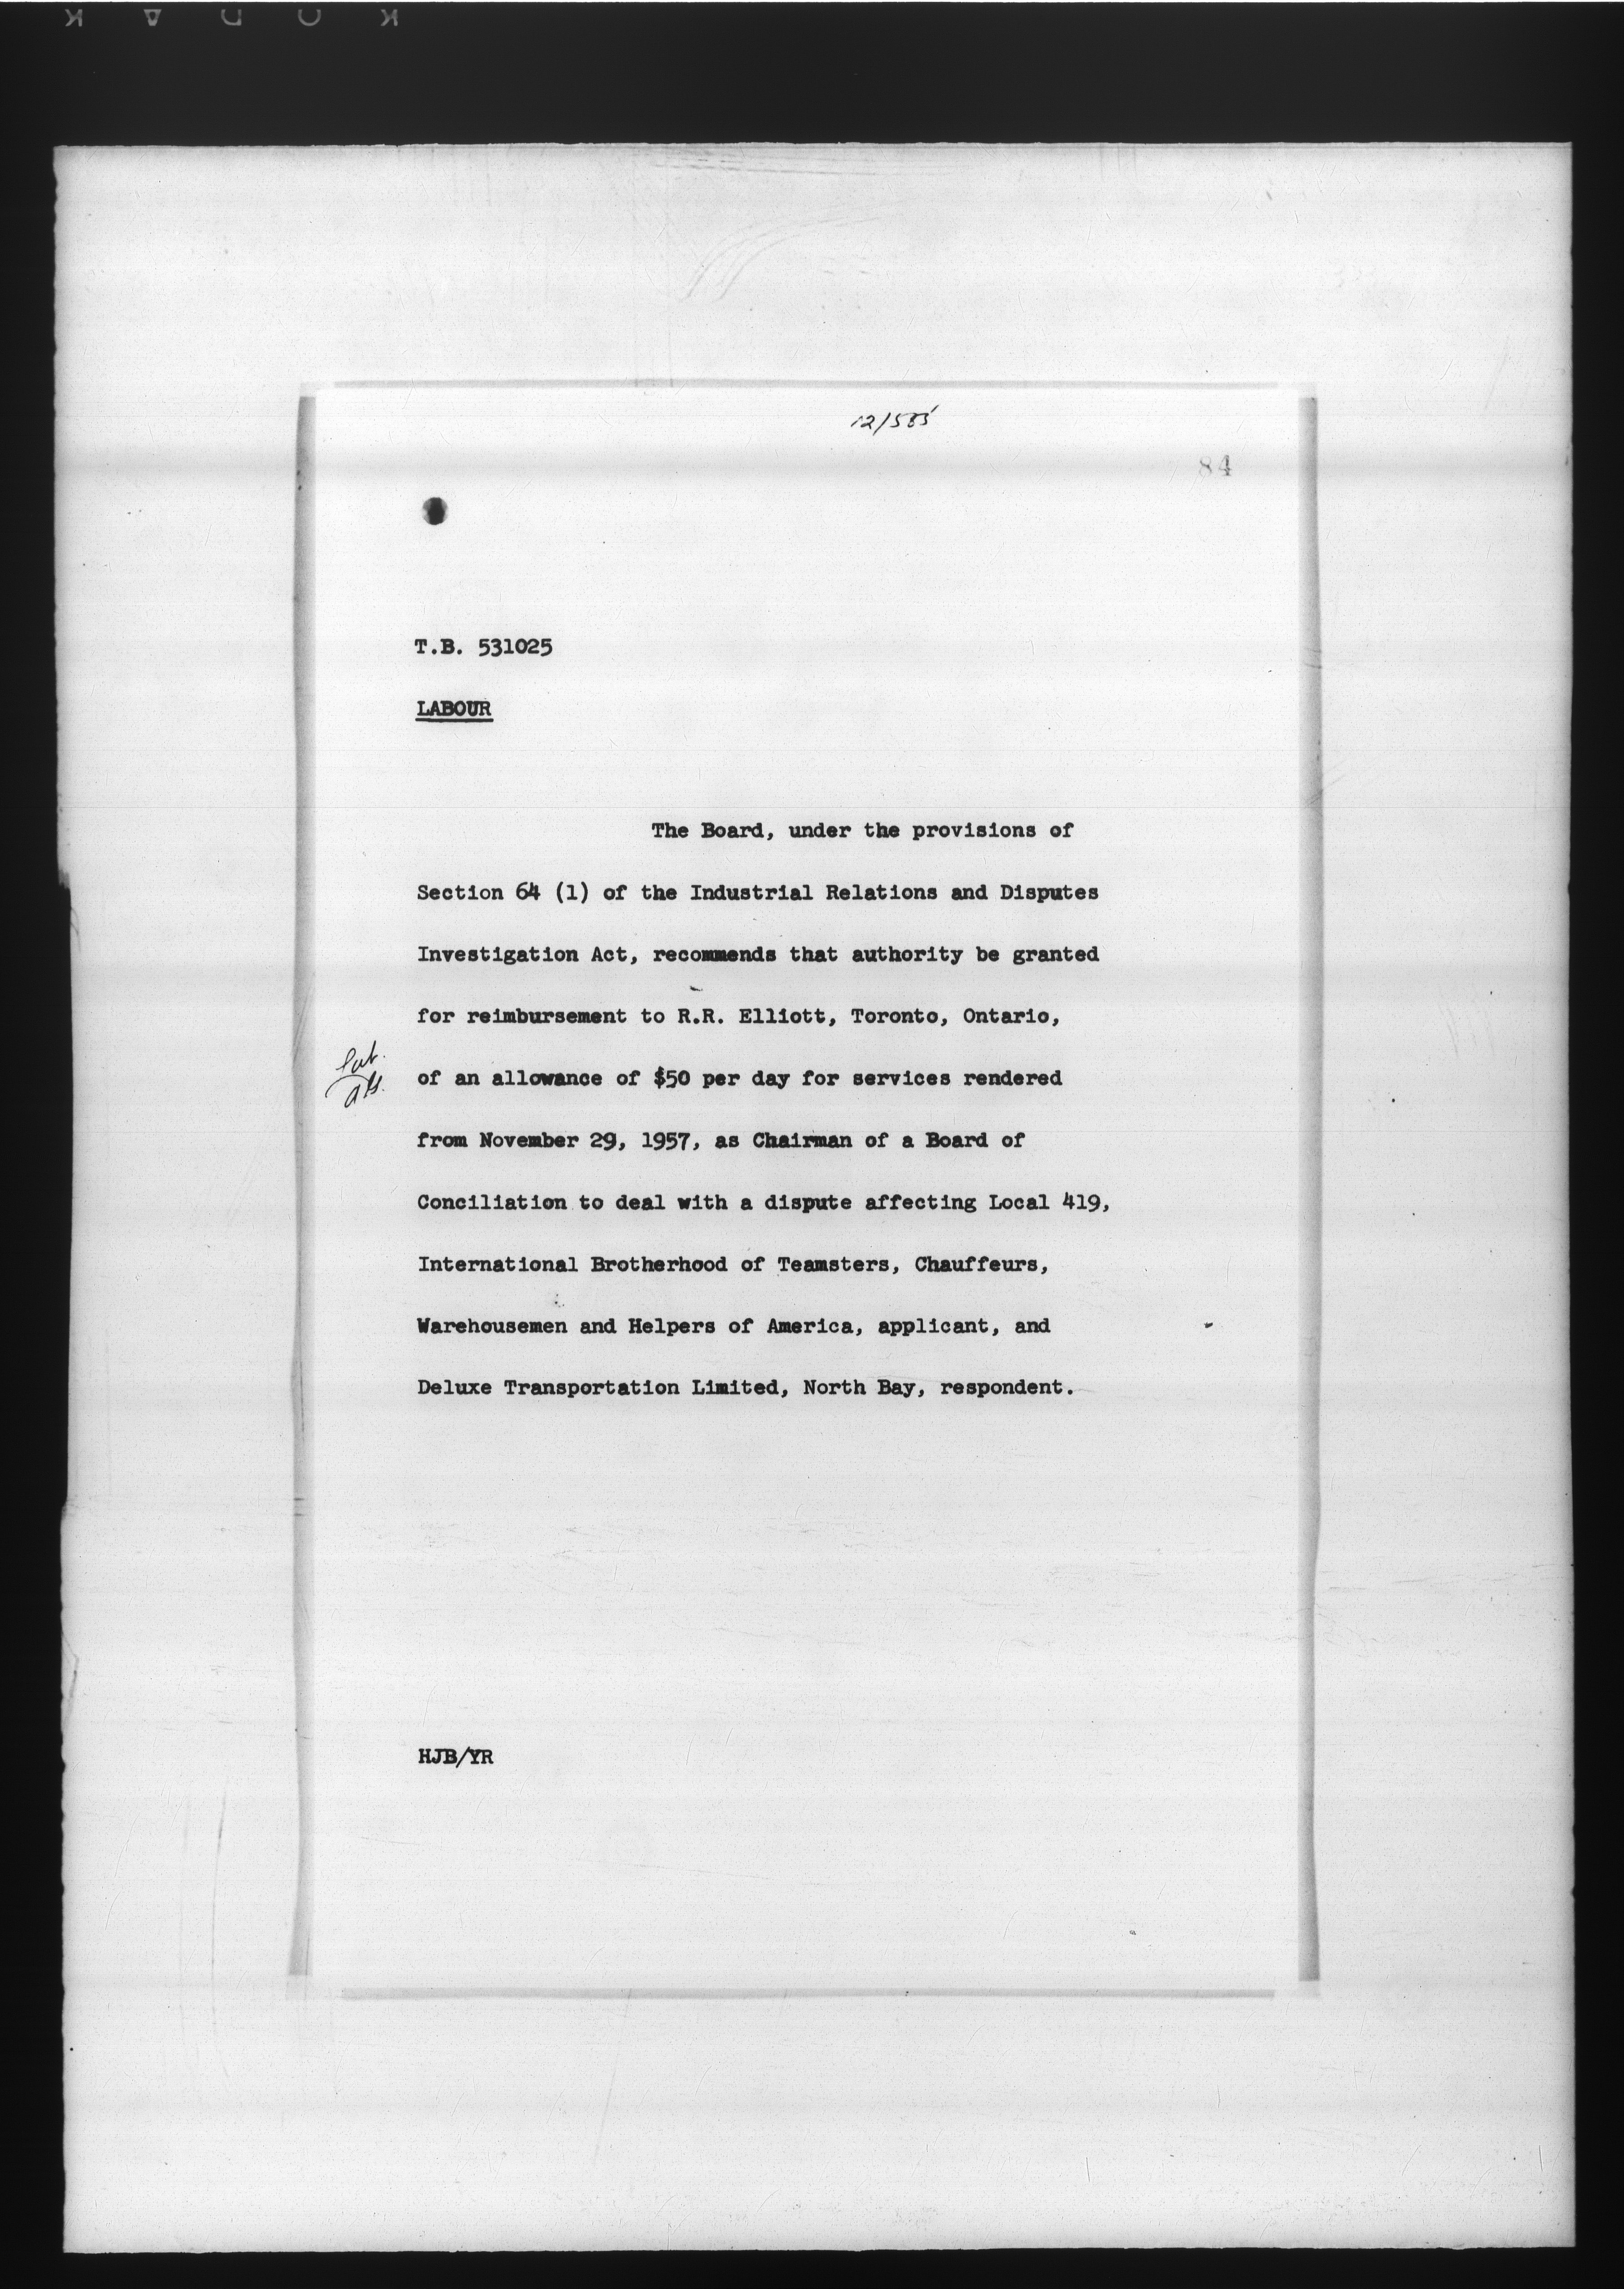 KODAK
84
T.B. 531025
LABOUR
The Board, under the provisions of
Section 64 (1) of the Industrial Relations and Disputes
Investigation Act, recommends that authority be granted
for reimbursement to R.R. Elliott, Toronto, Ontario,
of an allowance of $50 per day for services rendered
from November 29, 1957, as Chairman of a Board of
Conciliation to deal with a dispute affecting Local 419,
International Brotherhood of Teamsters, Chauffeurs,
Warehousemen and Helpers of America, applicant, and
Deluxe Transportation Limited, North Bay, respondent.
HJB/YR